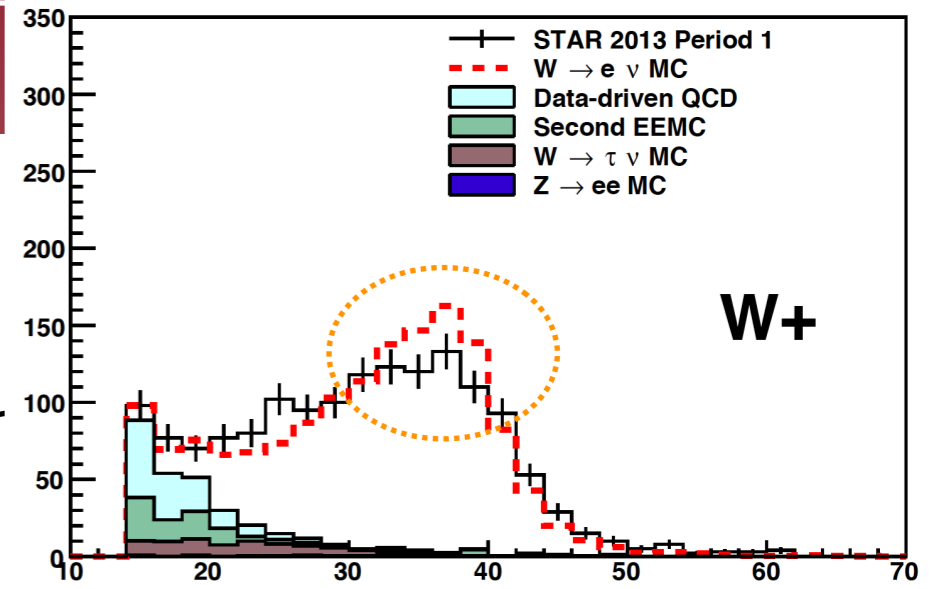 350
300
250
200
150
100
50
0
10 20 30 40 50 60 70
STAR 2013 Period 1
W → e ν MC
Data-driven QCD
Second EEMC
W → τ ν MC
Z → ee MC
W+